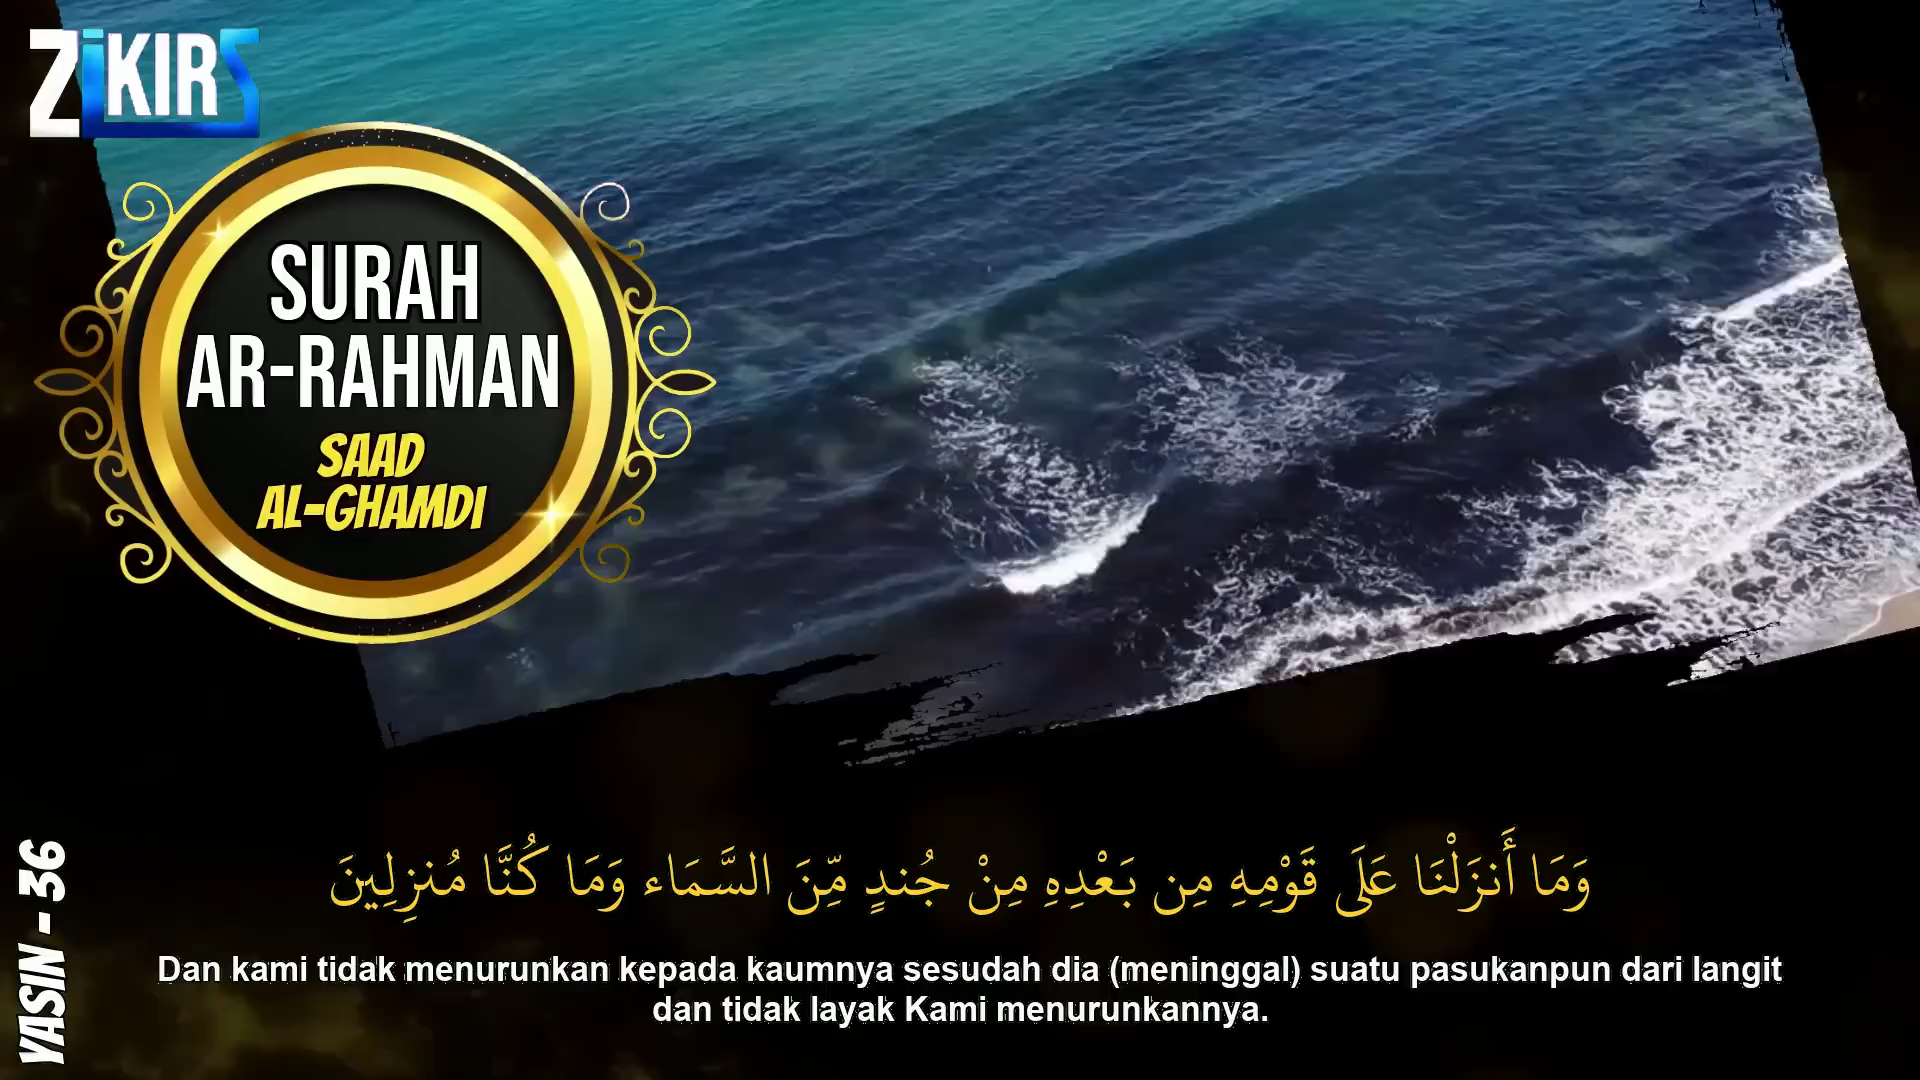 ZIKIRS
SURAH
AR-RAHMAN
SAAD
AL-GHAMDI
YASIN - 36
وَمَا أَنزَلْنَا عَلَى قَوْمِهِ مِن بَعْدِهِ مِنْ جُندٍ مِّنَ السَّمَاء وَمَا كُنَّا مُنزِلِينَ
Dan kami tidak menurunkan kepada kaumnya sesudah dia (meninggal) suatu pasukanpun dari langit
dan tidak layak Kami menurunkannya.